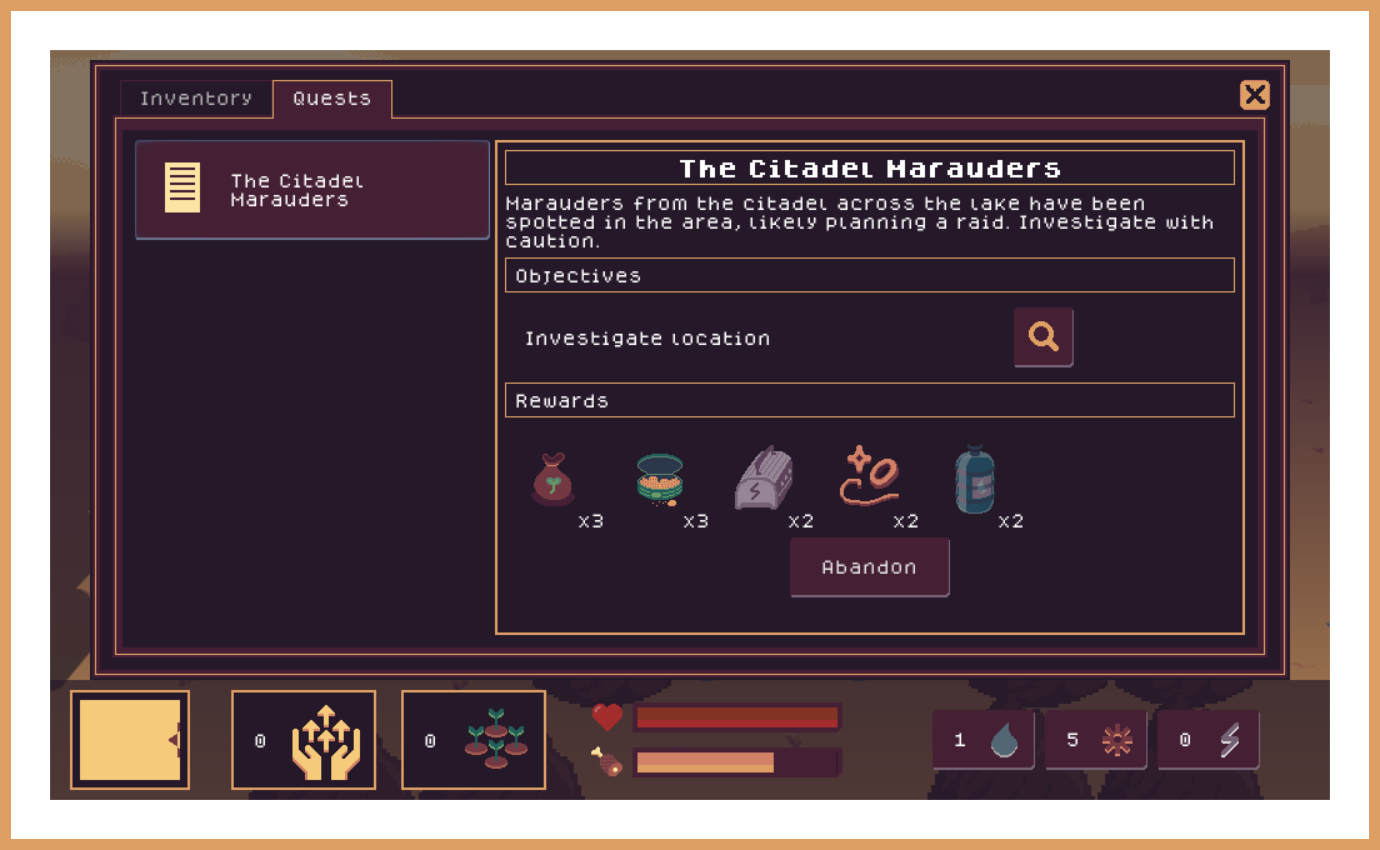 Inventory
Quests
The Citadel
Marauders
The Citadel Marauders
Marauders from the citadel across the lake have been
spotted in the area, likely planning a raid. Investigate with
caution.
Objectives
Investigate location
Rewards
x3
x3
x2
x2
x2
Abandon
0
0
1
5
0